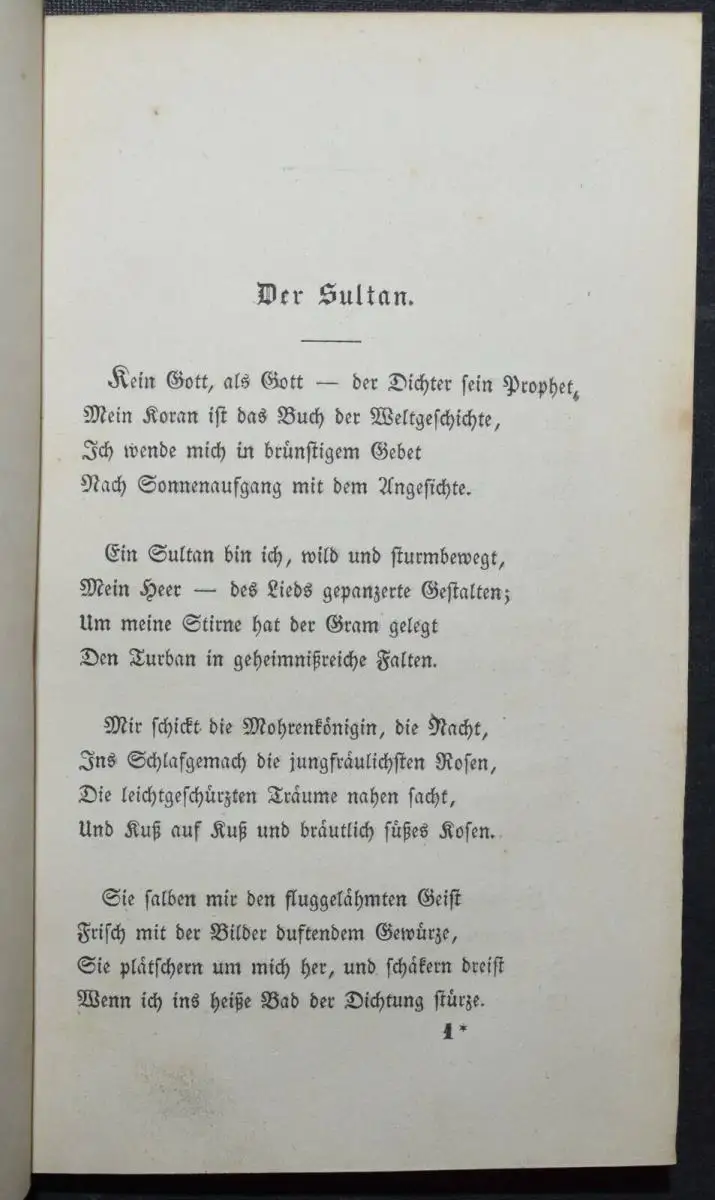 Der Sultan.
Kein Gott, als Gott — der Dichter sein Prophet,
Mein Koran ist das Buch der Weltgeschichte,
Ich wende mich in brünstigem Gebet
Nach Sonnenaufgang mit dem Angesichte.
Ein Sultan bin ich, wild und sturmbewegt,
Mein Heer — des Lieds gepanzerte Gestalten;
Um meine Stirne hat der Gram gelegt
Den Turban in geheimnißreiche Falten.
Mir schickt die Mohrenkönigin, die Nacht,
Ins Schlafgemach die jungfräulichsten Rosen,
Die leichtgeschürzten Träume nahen sacht,
Und Kuß auf Kuß und bräutlich süßes Kosen.
Sie salben mir den fluggelähmten Geist
Frisch mit der Bilder duftendem Gewürze,
Sie plätschern um mich her, und schäkern dreist
Wenn ich ins heiße Bad der Dichtung stürze.
1*